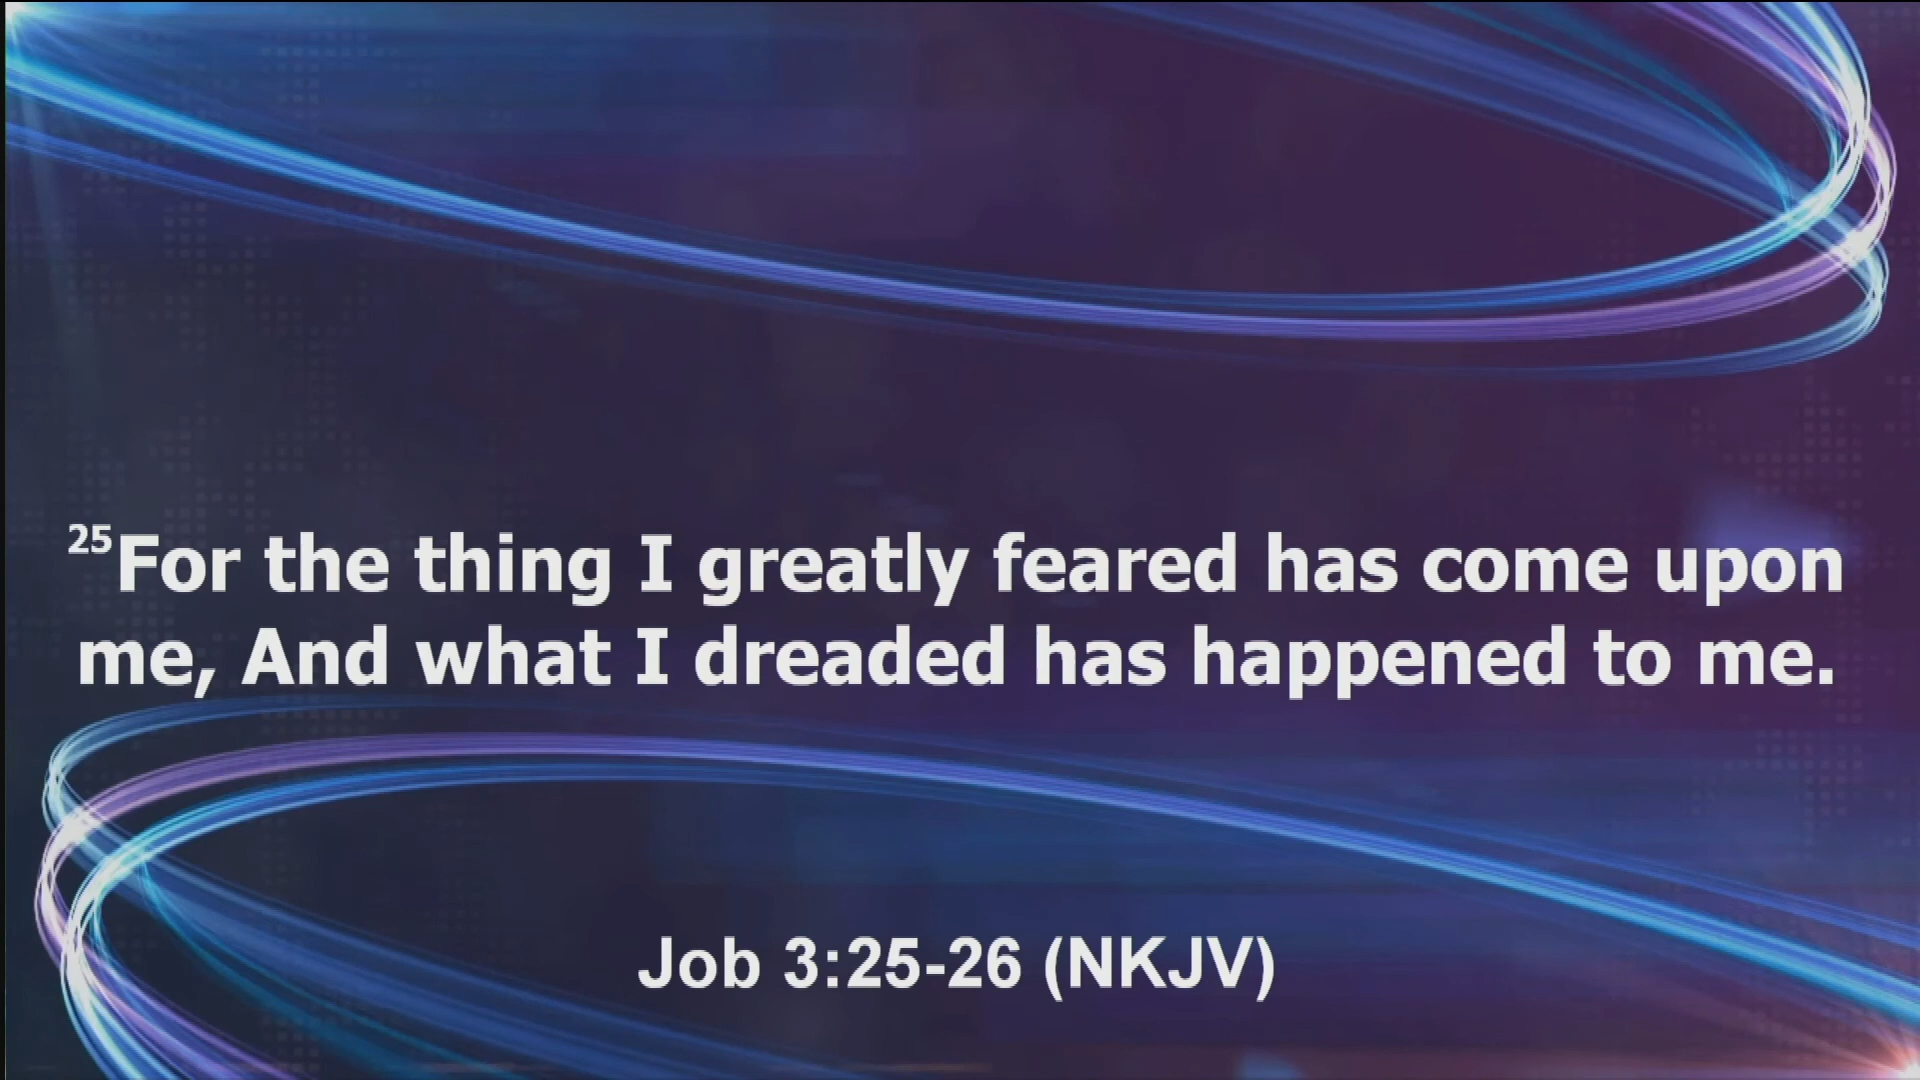 25For the thing I greatly feared has come upon
me, And what I dreaded has happened to me.
Job 3:25-26 (NKJV)